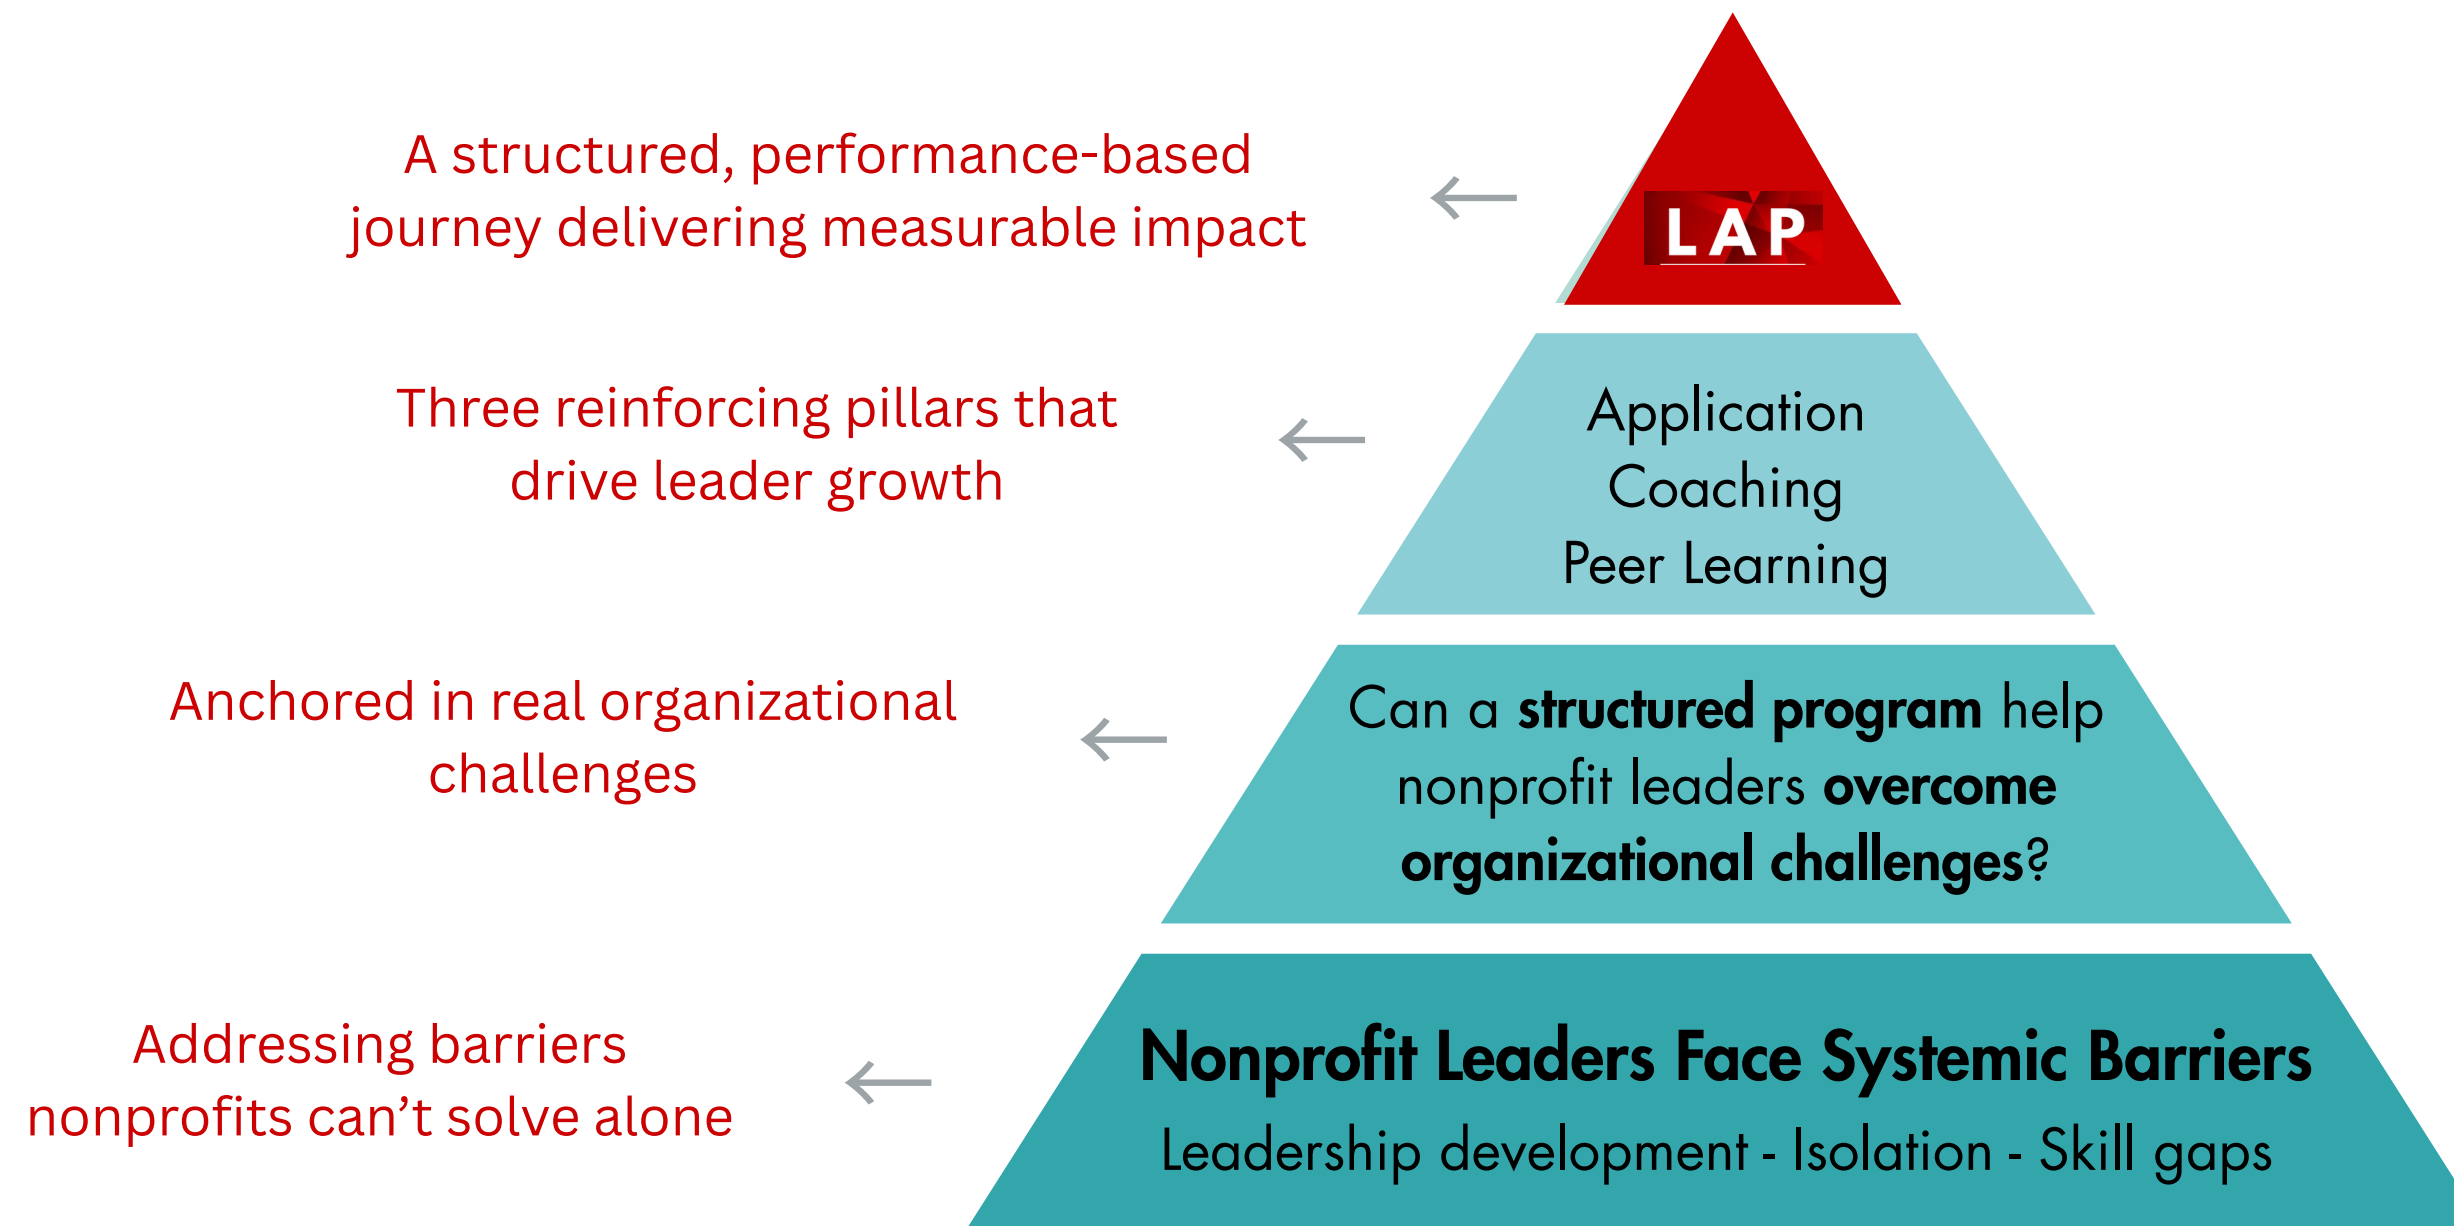 A structured, performance-based
journey delivering measurable impact
LAP
Three reinforcing pillars that
drive leader growth
Application
Coaching
Peer Learning
Anchored in real organizational
challenges
Can a structured program help
nonprofit leaders overcome
organizational challenges?
Addressing barriers
nonprofits can’t solve alone
Nonprofit Leaders Face Systemic Barriers
Leadership development - Isolation - Skill gaps